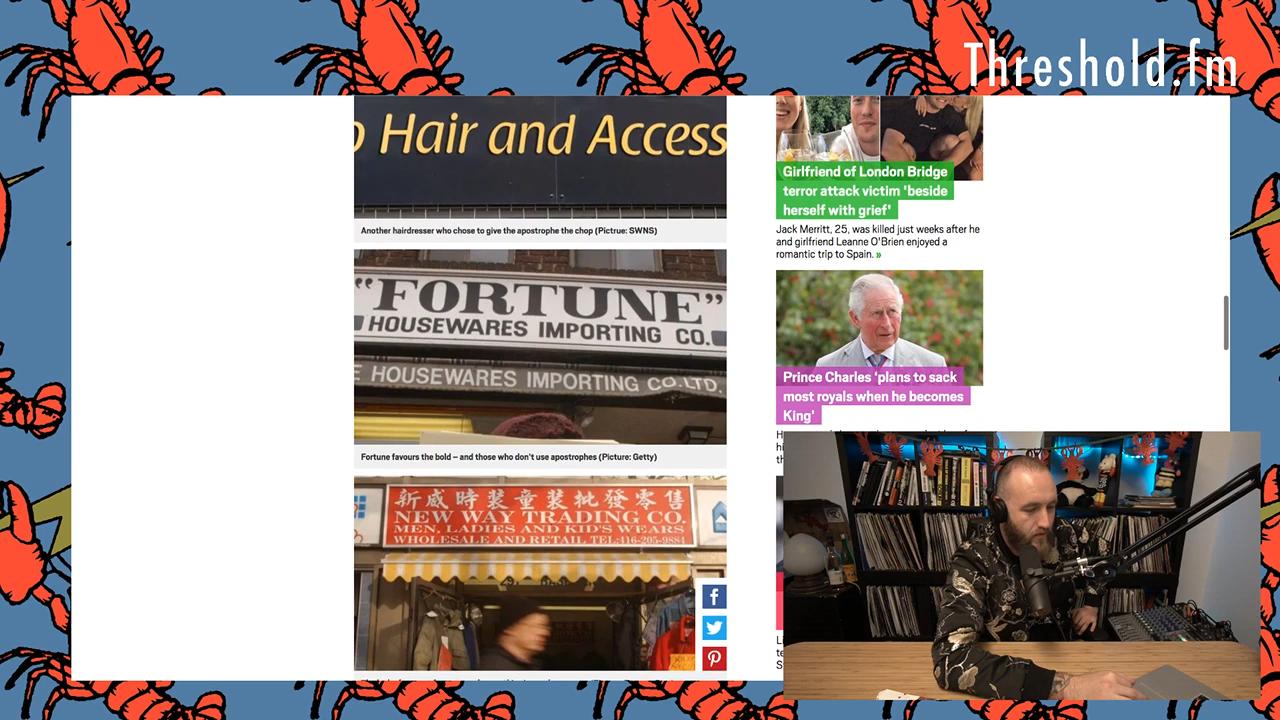 Threshold.fm
Hair and Access
Another hairdresser who chose to give the apostrophe the chop (Pictrue: SWNS)
"FORTUNE"
HOUSEWARES IMPORTING CO.
HOUSEWARES IMPORTING CO.LTD.
Fortune favours the bold – and those who don't use apostrophes (Picture: Getty)
新威時裝童裝批發零售
NEW WAY TRADING CO.
MEN, LADIES AND KID'S WEARS
WHOLESALE AND RETAIL TEL:416-205-9884
Girlfriend of London Bridge
terror attack victim 'beside
herself with grief'
Jack Merritt, 25, was killed just weeks after he
and girlfriend Leanne O'Brien enjoyed a
romantic trip to Spain. »
Prince Charles 'plans to sack
most royals when he becomes
King'